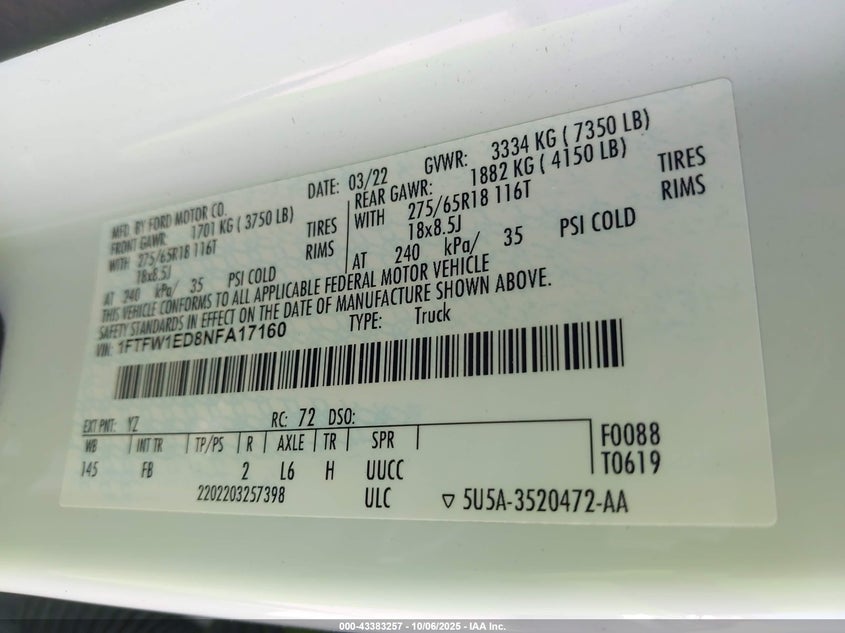 DATE: 03/22 GVWR: 3334 KG ( 7350 LB)
MFD. BY FORD MOTOR CO.
FRONT GAWR: 1701 KG ( 3750 LB)
WITH 275/65R18 116T TIRES
18x8.5J RIMS
AT 240 kPa/ 35 PSI COLD
REAR GAWR: 1882 KG ( 4150 LB)
WITH 275/65R18 116T TIRES
18x8.5J RIMS
AT 240 kPa/ 35 PSI COLD
THIS VEHICLE CONFORMS TO ALL APPLICABLE FEDERAL MOTOR VEHICLE
SAFETY STANDARDS IN EFFECT ON THE DATE OF MANUFACTURE SHOWN ABOVE.
VIN: 1FTFW1ED8NFA17160 TYPE: Truck
EXT PNT: YZ RC: 72 DSO:
WB INT TR TP/PS R AXLE TR SPR F0088
145 FB 2 L6 H UUCC T0619
2202203257398 ULC ▽ 5U5A-3520472-AA
000-43383257 - 10/06/2025 - IAA Inc.